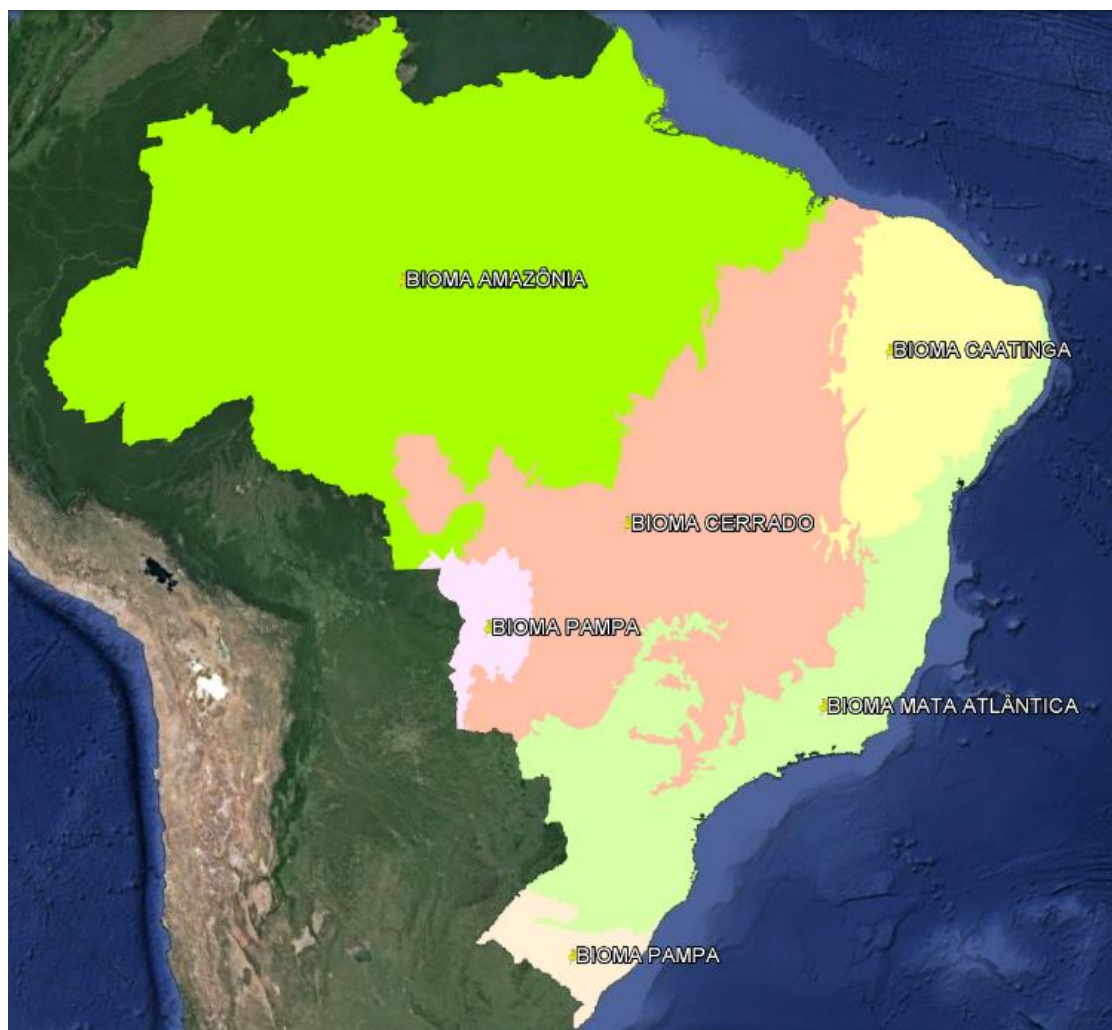 BIOMA AMAZÔNIA
BIOMA CAATINGA
BIOMA CERRADO
BIOMA PAMPA
BIOMA MATA ATLÂNTICA
BIOMA PAMPA